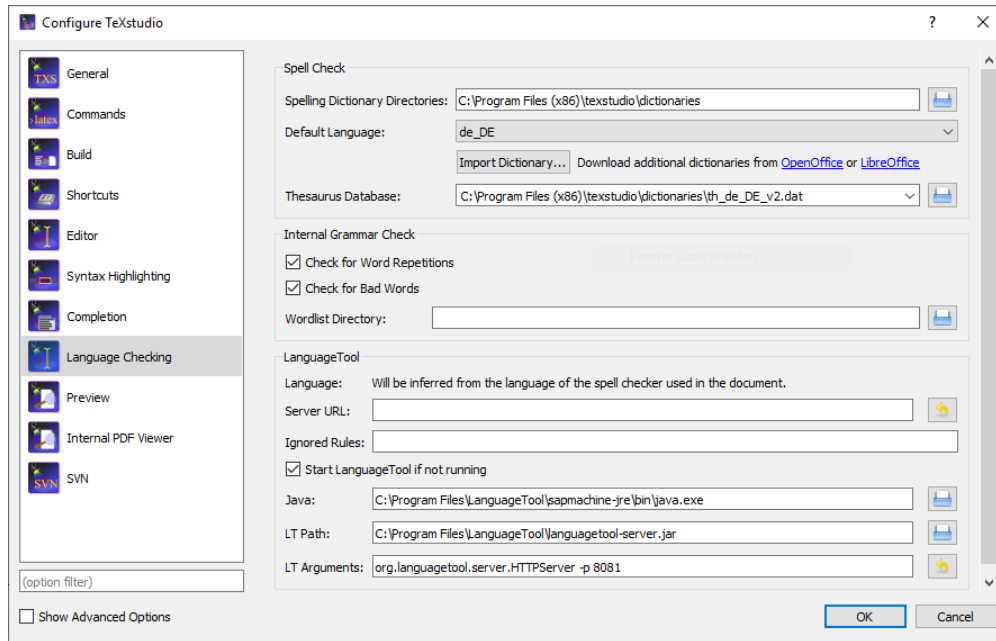 Configure TeXstudio
General
Commands
Build
Shortcuts
Editor
Syntax Highlighting
Completion
Language Checking
Preview
Internal PDF Viewer
SVN
(option filter)
Show Advanced Options
Spell Check
Spelling Dictionary Directories: C:\Program Files (x86)\texstudio\dictionaries
Default Language: de_DE
Import Dictionary... Download additional dictionaries from OpenOffice or LibreOffice
Thesaurus Database: C:\Program Files (x86)\texstudio\dictionaries\th_de_DE_v2.dat
Internal Grammar Check
Check for Word Repetitions
Fenster ausschneiden
Check for Bad Words
Wordlist Directory:
LanguageTool
Language: Will be inferred from the language of the spell checker used in the document.
Server URL:
Ignored Rules:
Start LanguageTool if not running
Java: C:\Program Files\LanguageTool\sapmachine-jre\bin\java.exe
LT Path: C:\Program Files\LanguageTool\languagetool-server.jar
LT Arguments: org.languagetool.server.HTTPServer -p 8081
OK Cancel